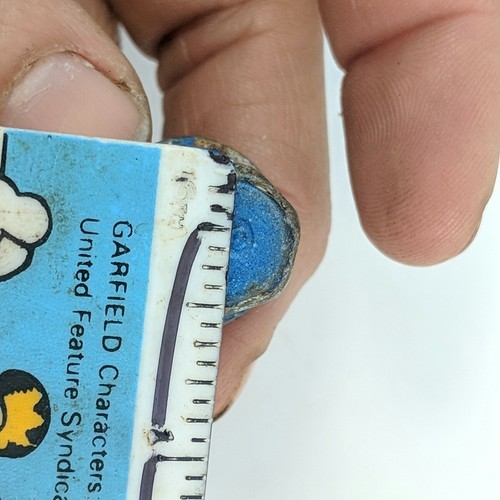 GARFIELD Characters:
United Feature Syndica